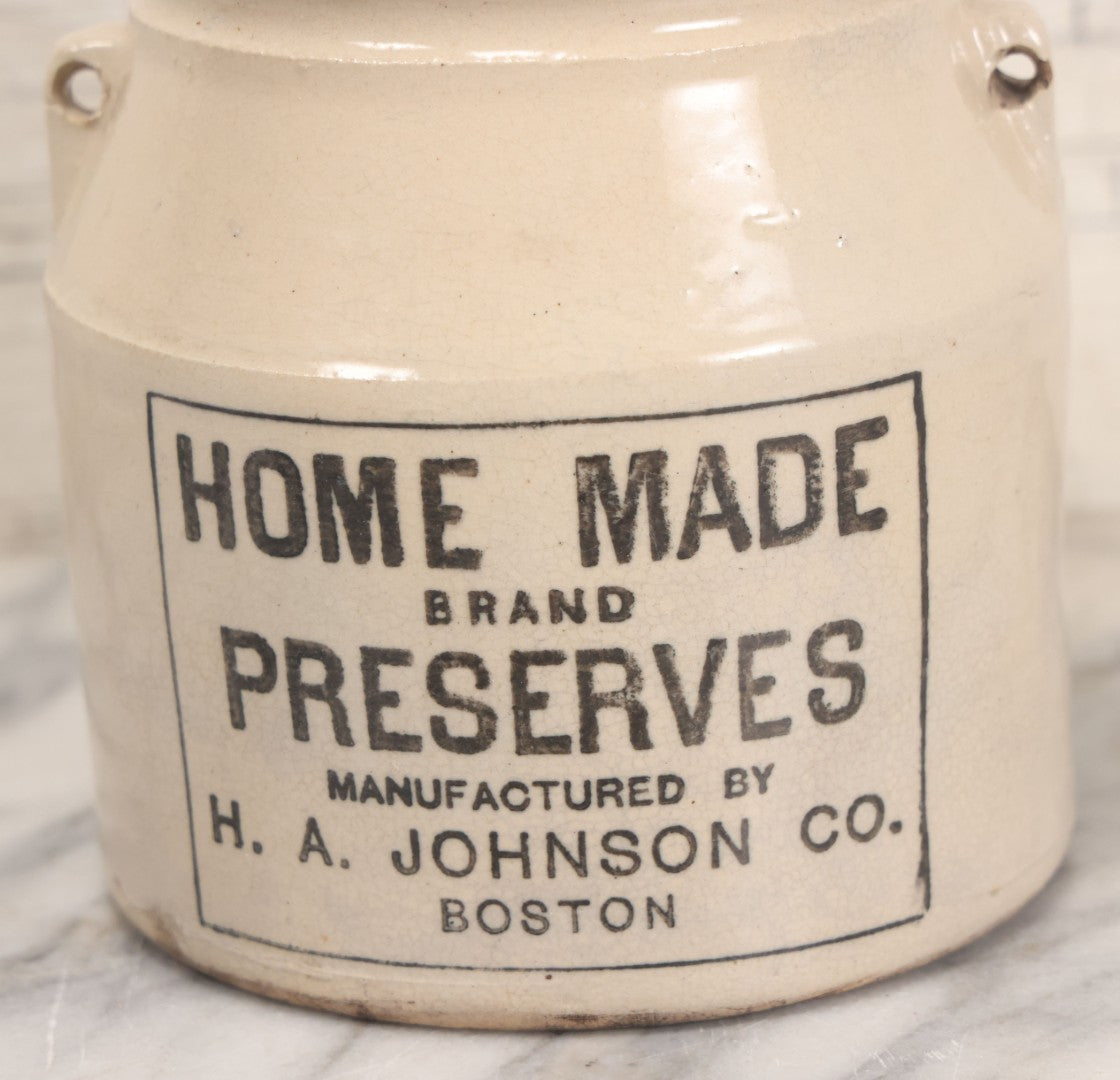 HOME MADE
BRAND
PRESERVES
MANUFACTURED BY
H. A. JOHNSON CO.
BOSTON